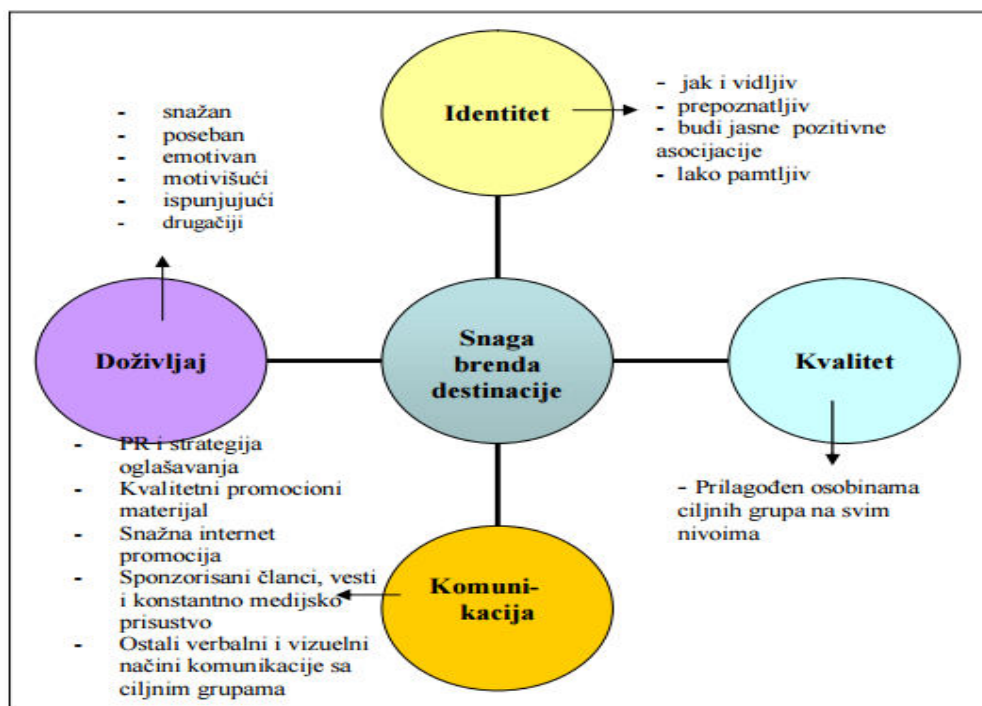 Identitet
- jak i vidljiv
- prepoznatljiv
- budi jasne pozitivne
asocijacije
- lako pamtljiv
- snažan
- poseban
- emotivan
- motivišući
- ispunjujući
- drugačiji
Doživljaj
Snaga
brenda
destinacije
Kvalitet
- Prilagođen osobinama
ciljnih grupa na svim
nivoima
- PR i strategija
oglašavanja
- Kvalitetni promocioni
materijal
- Snažna internet
promocija
- Sponzorisani članci, vesti
i konstantno medijsko
prisustvo
- Ostali verbalni i vizuelni
načini komunikacije sa
ciljnim grupama
Komuni-
kacija